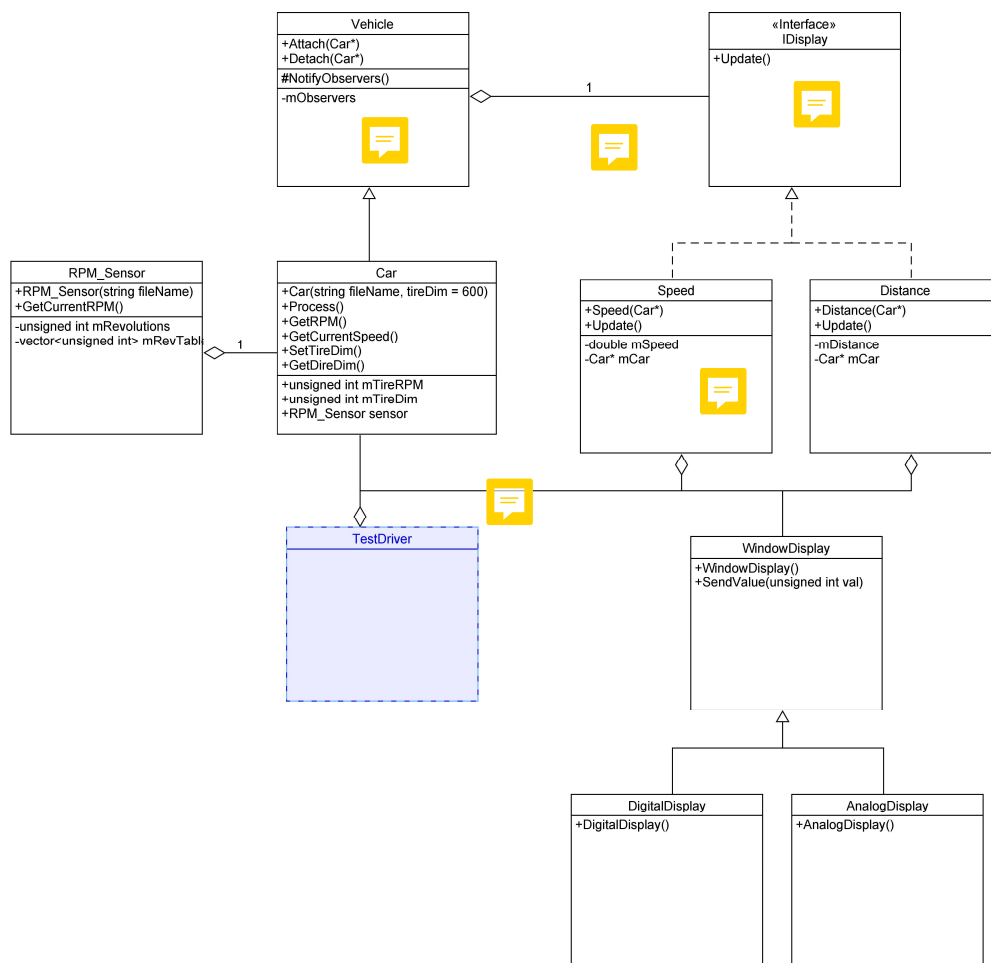 Vehicle
+Attach(Car*)
+Detach(Car*)
#NotifyObservers()
-mObservers
1
«Interface»
IDisplay
+Update()
RPM_Sensor
+RPM_Sensor(string fileName)
+GetCurrentRPM()
-unsigned int mRevolutions
-vector<unsigned int> mRevTabl
1
Car
+Car(string fileName, tireDim = 600)
+Process()
+GetRPM()
+GetCurrentSpeed()
+SetTireDim()
+GetDireDim()
+unsigned int mTireRPM
+unsigned int mTireDim
+RPM_Sensor sensor
Speed
+Speed(Car*)
+Update()
-double mSpeed
-Car* mCar
Distance
+Distance(Car*)
+Update()
-mDistance
-Car* mCar
TestDriver
WindowDisplay
+WindowDisplay()
+SendValue(unsigned int val)
DigitalDisplay
+DigitalDisplay()
AnalogDisplay
+AnalogDisplay()